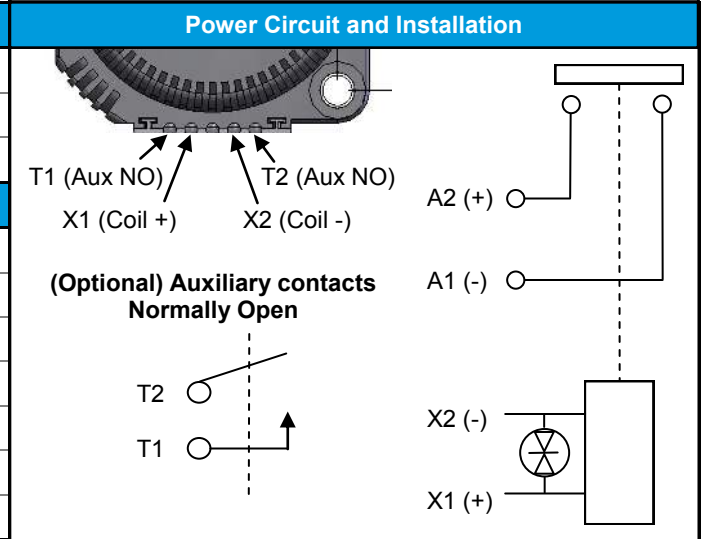 Power Circuit and Installation
T1 (Aux NO)
T2 (Aux NO)
X1 (Coil +)
X2 (Coil -)
(Optional) Auxiliary contacts
Normally Open
T2
T1
A2 (+)
A1 (-)
X2 (-)
X1 (+)